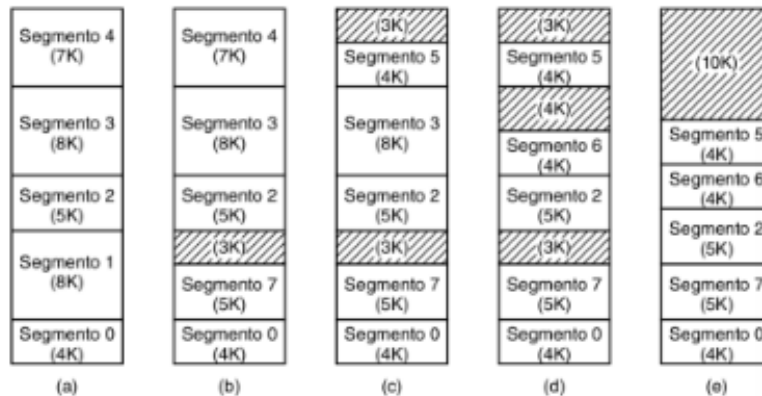 Segmento 4
(7K)
Segmento 3
(8K)
Segmento 2
(5K)
Segmento 1
(8K)
Segmento 0
(4K)
(a)
Segmento 4
(7K)
Segmento 3
(8K)
Segmento 2
(5K)
(3K)
Segmento 7
(5K)
Segmento 0
(4K)
(b)
(3K)
Segmento 5
(4K)
Segmento 3
(8K)
Segmento 2
(5K)
(3K)
Segmento 7
(5K)
Segmento 0
(4K)
(c)
(3K)
Segmento 5
(4K)
(4K)
Segmento 6
(4K)
Segmento 2
(5K)
(3K)
Segmento 7
(5K)
Segmento 0
(4K)
(d)
(10K)
Segmento 5
(4K)
Segmento 6
(4K)
Segmento 2
(5K)
Segmento 7
(5K)
Segmento 0
(4K)
(e)